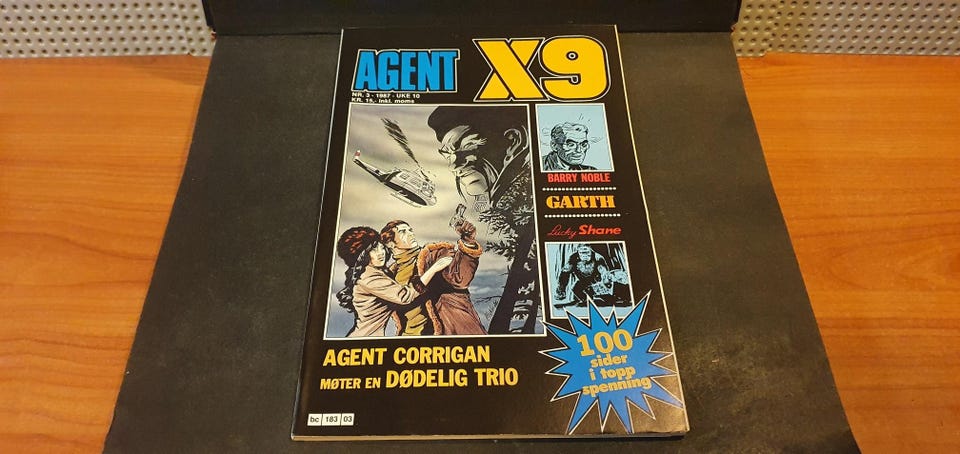 AGENT X9
NR. 3 - 1987 - UKE 10
KR. 15,- inkl. moms
BARRY NOBLE
GARTH
Lucky Shane
100
sider
i topp
spenning
AGENT CORRIGAN
MØTER EN DØDELIG TRIO
bc 183 03